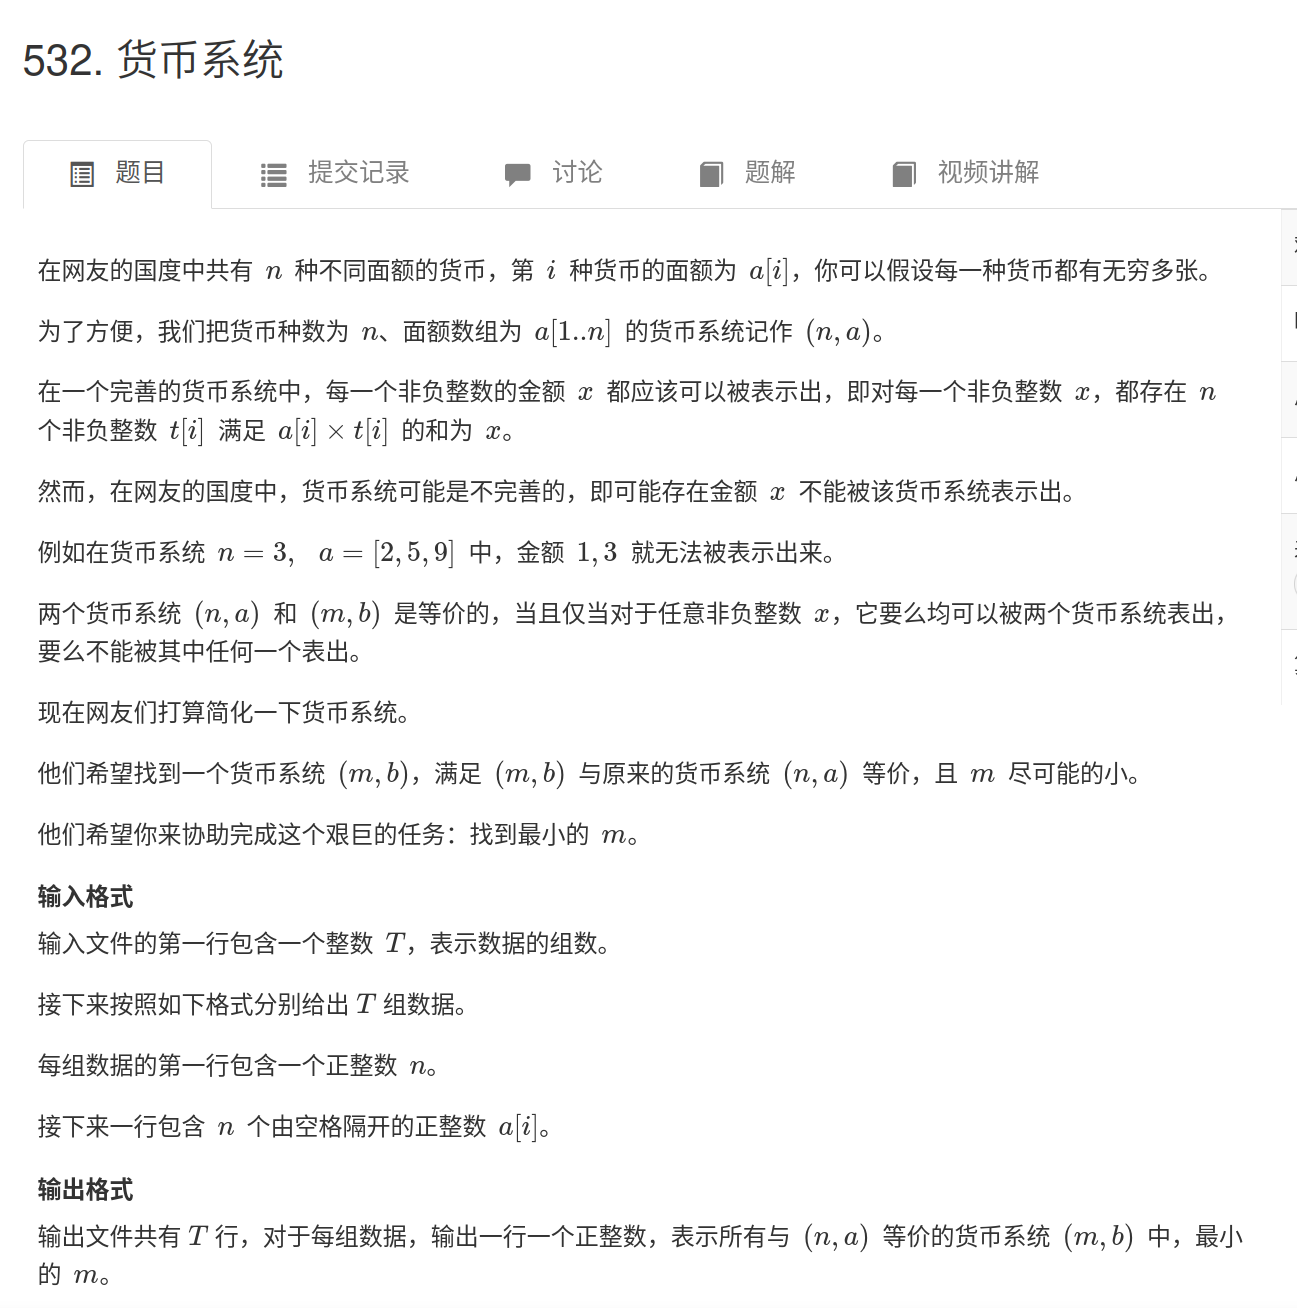 532. 货币系统
题目 提交记录 讨论 题解 视频讲解
在网友的国度中共有 n 种不同面额的货币，第 i 种货币的面额为 a[i]，你可以假设每一种货币都有无穷多张。
为了方便，我们把货币种数为 n、面额数组为 a[1..n] 的货币系统记作 (n, a)。
在一个完善的货币系统中，每一个非负整数的金额 x 都应该可以被表示出，即对每一个非负整数 x，都存在 n
个非负整数 t[i] 满足 a[i] × t[i] 的和为 x。
然而，在网友的国度中，货币系统可能是不完善的，即可能存在金额 x 不能被该货币系统表示出。
例如在货币系统 n = 3, a = [2, 5, 9] 中，金额 1, 3 就无法被表示出来。
两个货币系统 (n, a) 和 (m, b) 是等价的，当且仅当对于任意非负整数 x，它要么均可以被两个货币系统表出，
要么不能被其中任何一个表出。
现在网友们打算简化一下货币系统。
他们希望找到一个货币系统 (m, b)，满足 (m, b) 与原来的货币系统 (n, a) 等价，且 m 尽可能的小。
他们希望你来协助完成这个艰巨的任务：找到最小的 m。
输入格式
输入文件的第一行包含一个整数 T，表示数据的组数。
接下来按照如下格式分别给出 T 组数据。
每组数据的第一行包含一个正整数 n。
接下来一行包含 n 个由空格隔开的正整数 a[i]。
输出格式
输出文件共有 T 行，对于每组数据，输出一行一个正整数，表示所有与 (n, a) 等价的货币系统 (m, b) 中，最小
的 m。